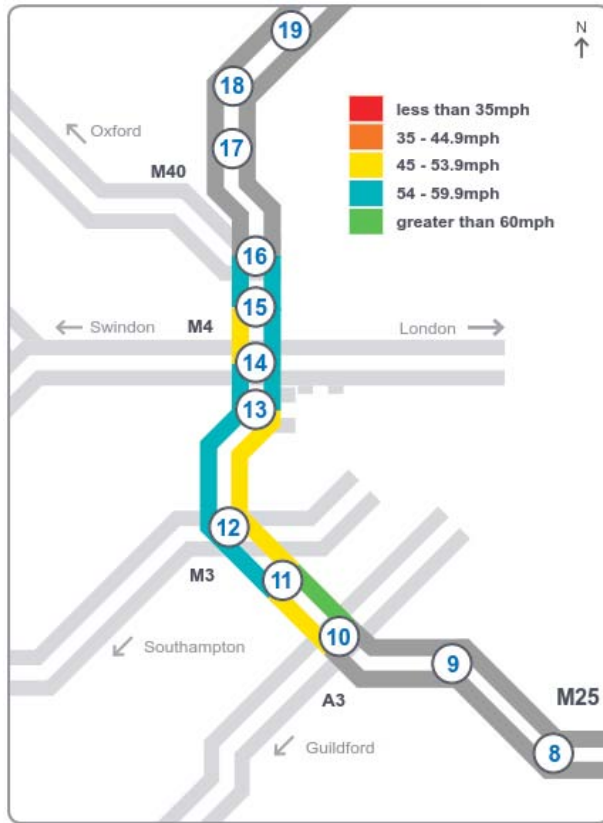 19
N
18
less than 35mph
Oxford
35 - 44.9mph
17
45 - 53.9mph
M40
54 - 59.9mph
greater than 60mph
16
15
Swindon
M4
London
14
13
12
11
M3
10
Southampton
9
A3
M25
Guildford
8